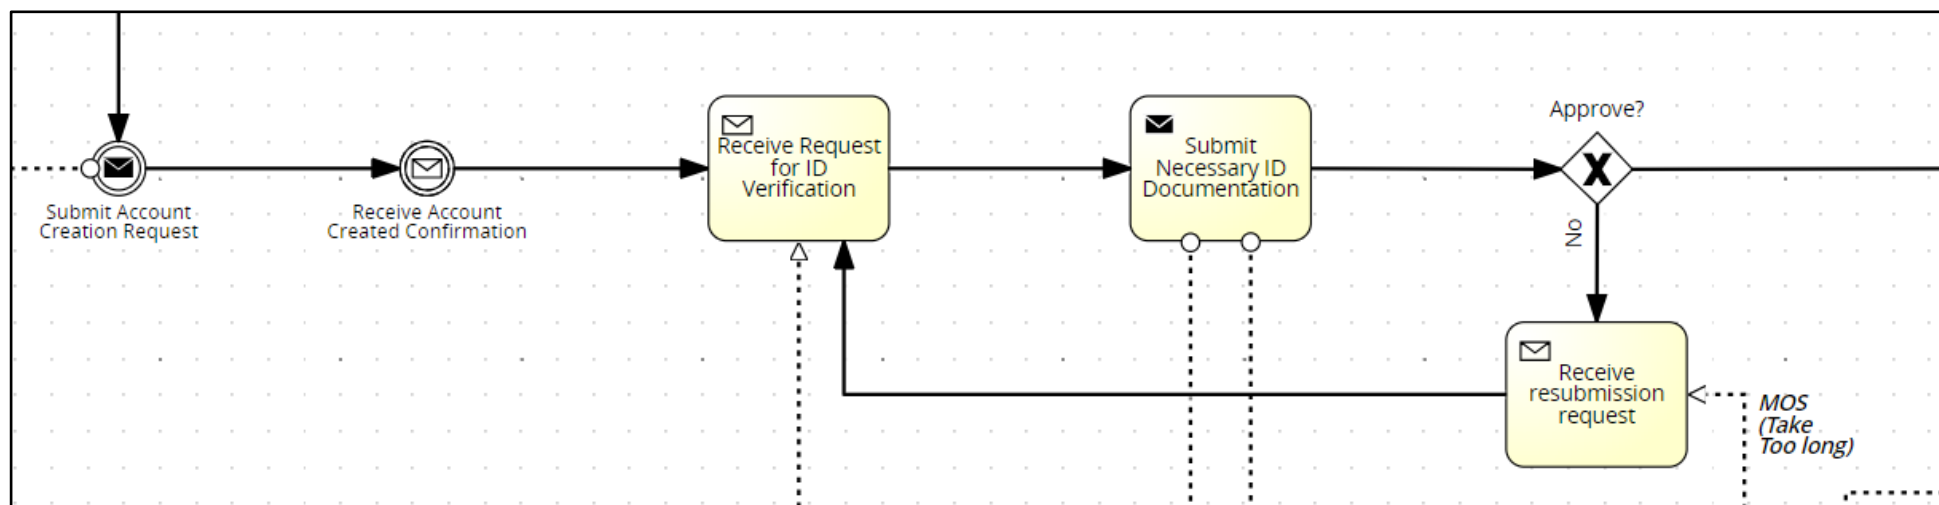 Submit Account
Creation Request
Receive Account
Created Confirmation
Receive Request
for ID
Verification
Submit
Necessary ID
Documentation
Approve?
No
Receive
resubmission
request
MOS
(Take
Too long)